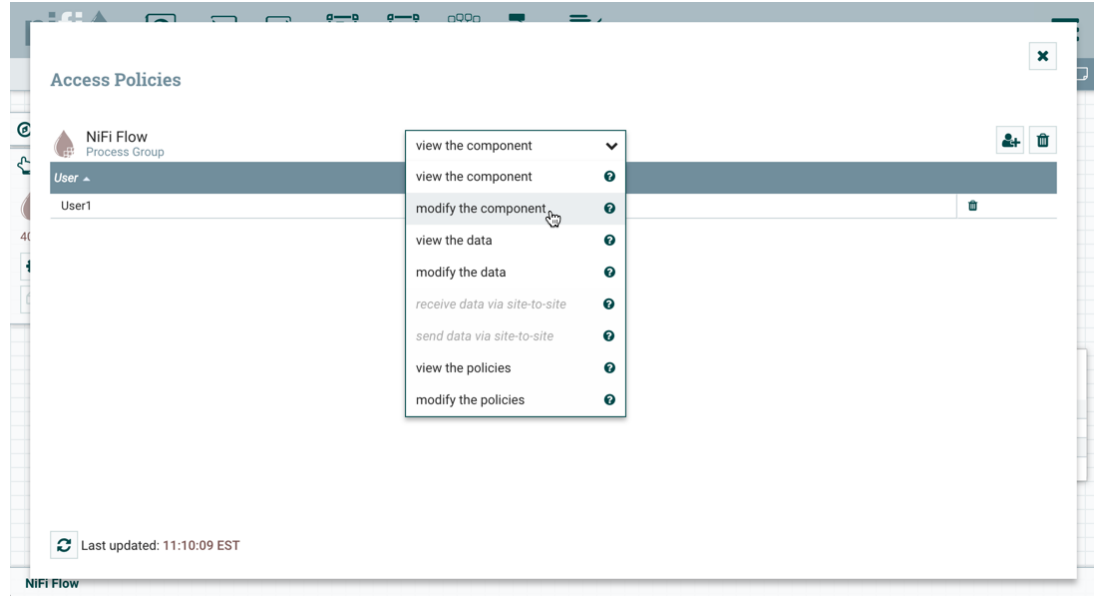 nifi
Access Policies
NiFi Flow
Process Group
view the component
User
view the component
User1
modify the component
view the data
40
modify the data
receive data via site-to-site
send data via site-to-site
view the policies
modify the policies
Last updated: 11:10:09 EST
NiFi Flow